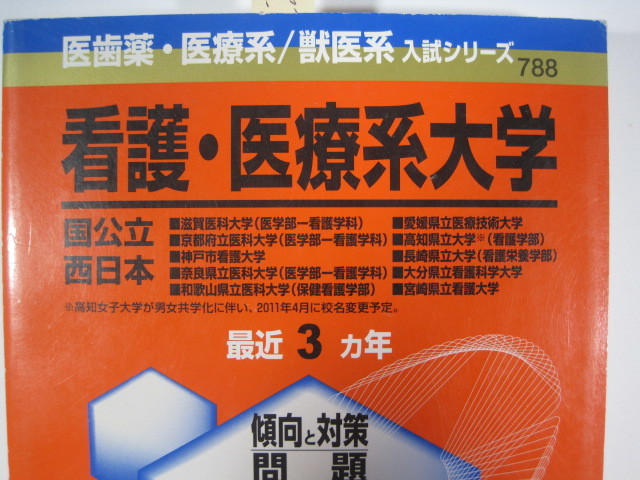 医歯薬・医療系/獣医系 入試シリーズ 788
看護・医療系大学
国公立
西日本
■滋賀医科大学(医学部―看護学科)
■京都府立医科大学(医学部―看護学科)
■神戸市看護大学
■奈良県立医科大学(医学部―看護学科)
■和歌山県立医科大学(保健看護学部)
■愛媛県立医療技術大学
■高知県立大学※(看護学部)
■長崎県立大学(看護栄養学部)
■大分県立看護科学大学
■宮崎県立看護大学
※高知女子大学が男女共学化に伴い、2011年4月に校名変更予定。
最近3ヵ年
傾向と対策
問題